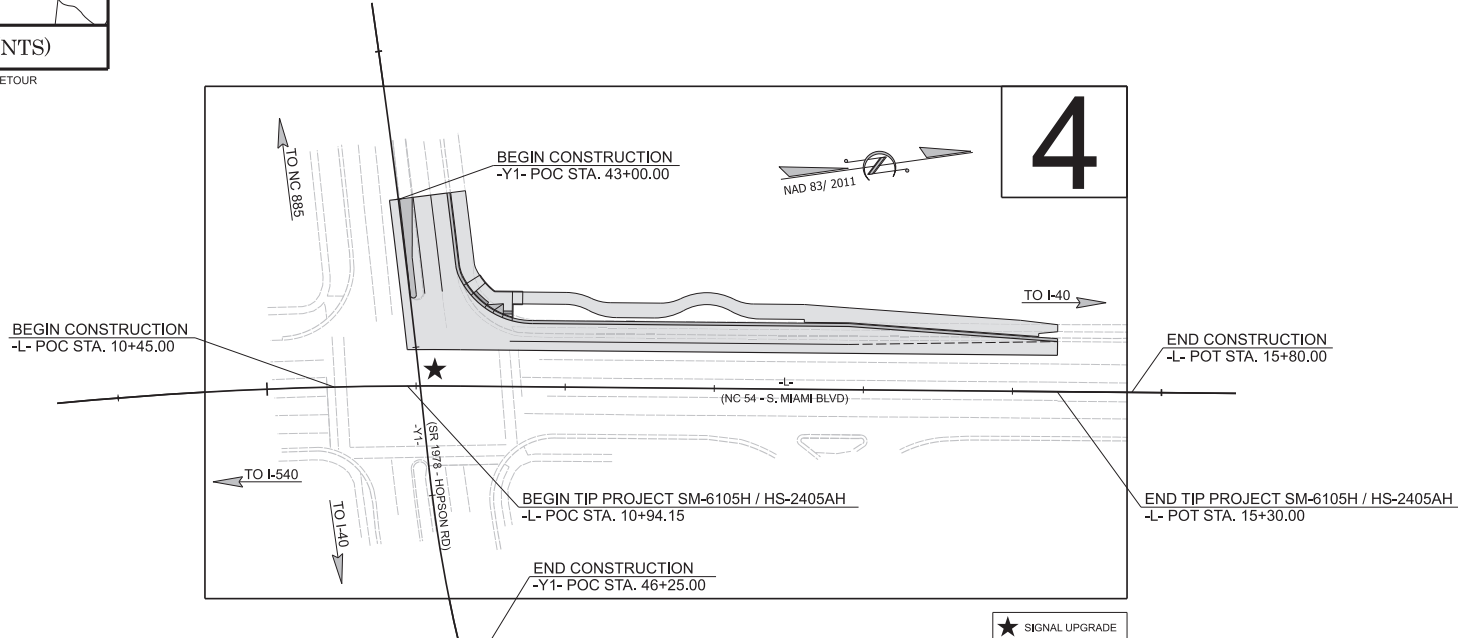 NTS)
ETOUR
4
BEGIN CONSTRUCTION
-Y1- POC STA. 43+00.00
TO NC 885
NAD 83/ 2011
TO I-40
BEGIN CONSTRUCTION
-L- POC STA. 10+45.00
END CONSTRUCTION
-L- POT STA. 15+80.00
-L-
(NC 54 - S. MIAMI BLVD)
-Y1-
(SR 1978 - HOPSON RD)
TO I-540
TO I-40
BEGIN TIP PROJECT SM-6105H / HS-2405AH
-L- POC STA. 10+94.15
END TIP PROJECT SM-6105H / HS-2405AH
-L- POT STA. 15+30.00
END CONSTRUCTION
-Y1- POC STA. 46+25.00
SIGNAL UPGRADE